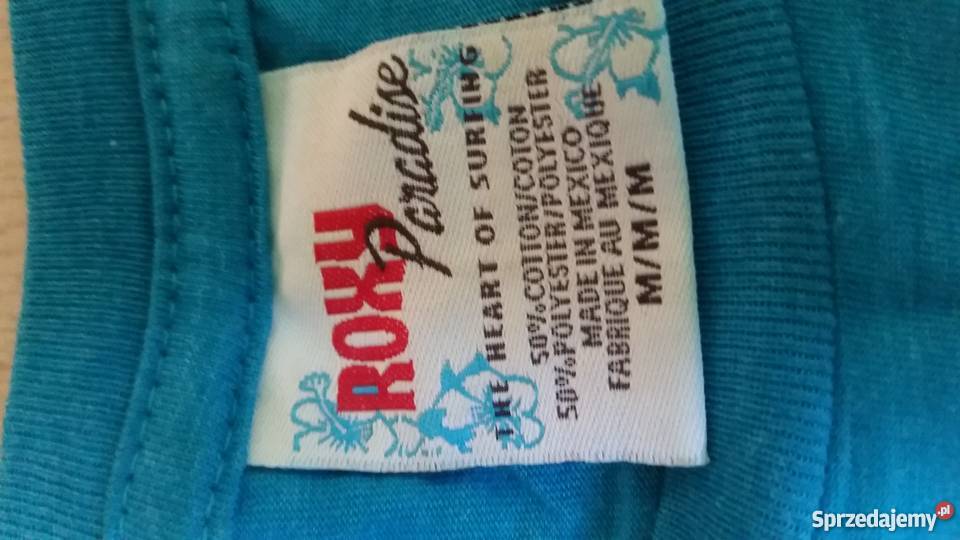 ROXY
Paradise
THE HEART OF SURFING
50%COTTON/COTON
50%POLYESTER/POLYESTER
MADE IN MEXICO
FABRIQUE AU MEXIQUE
M/M/M
Sprzedajemy.pl